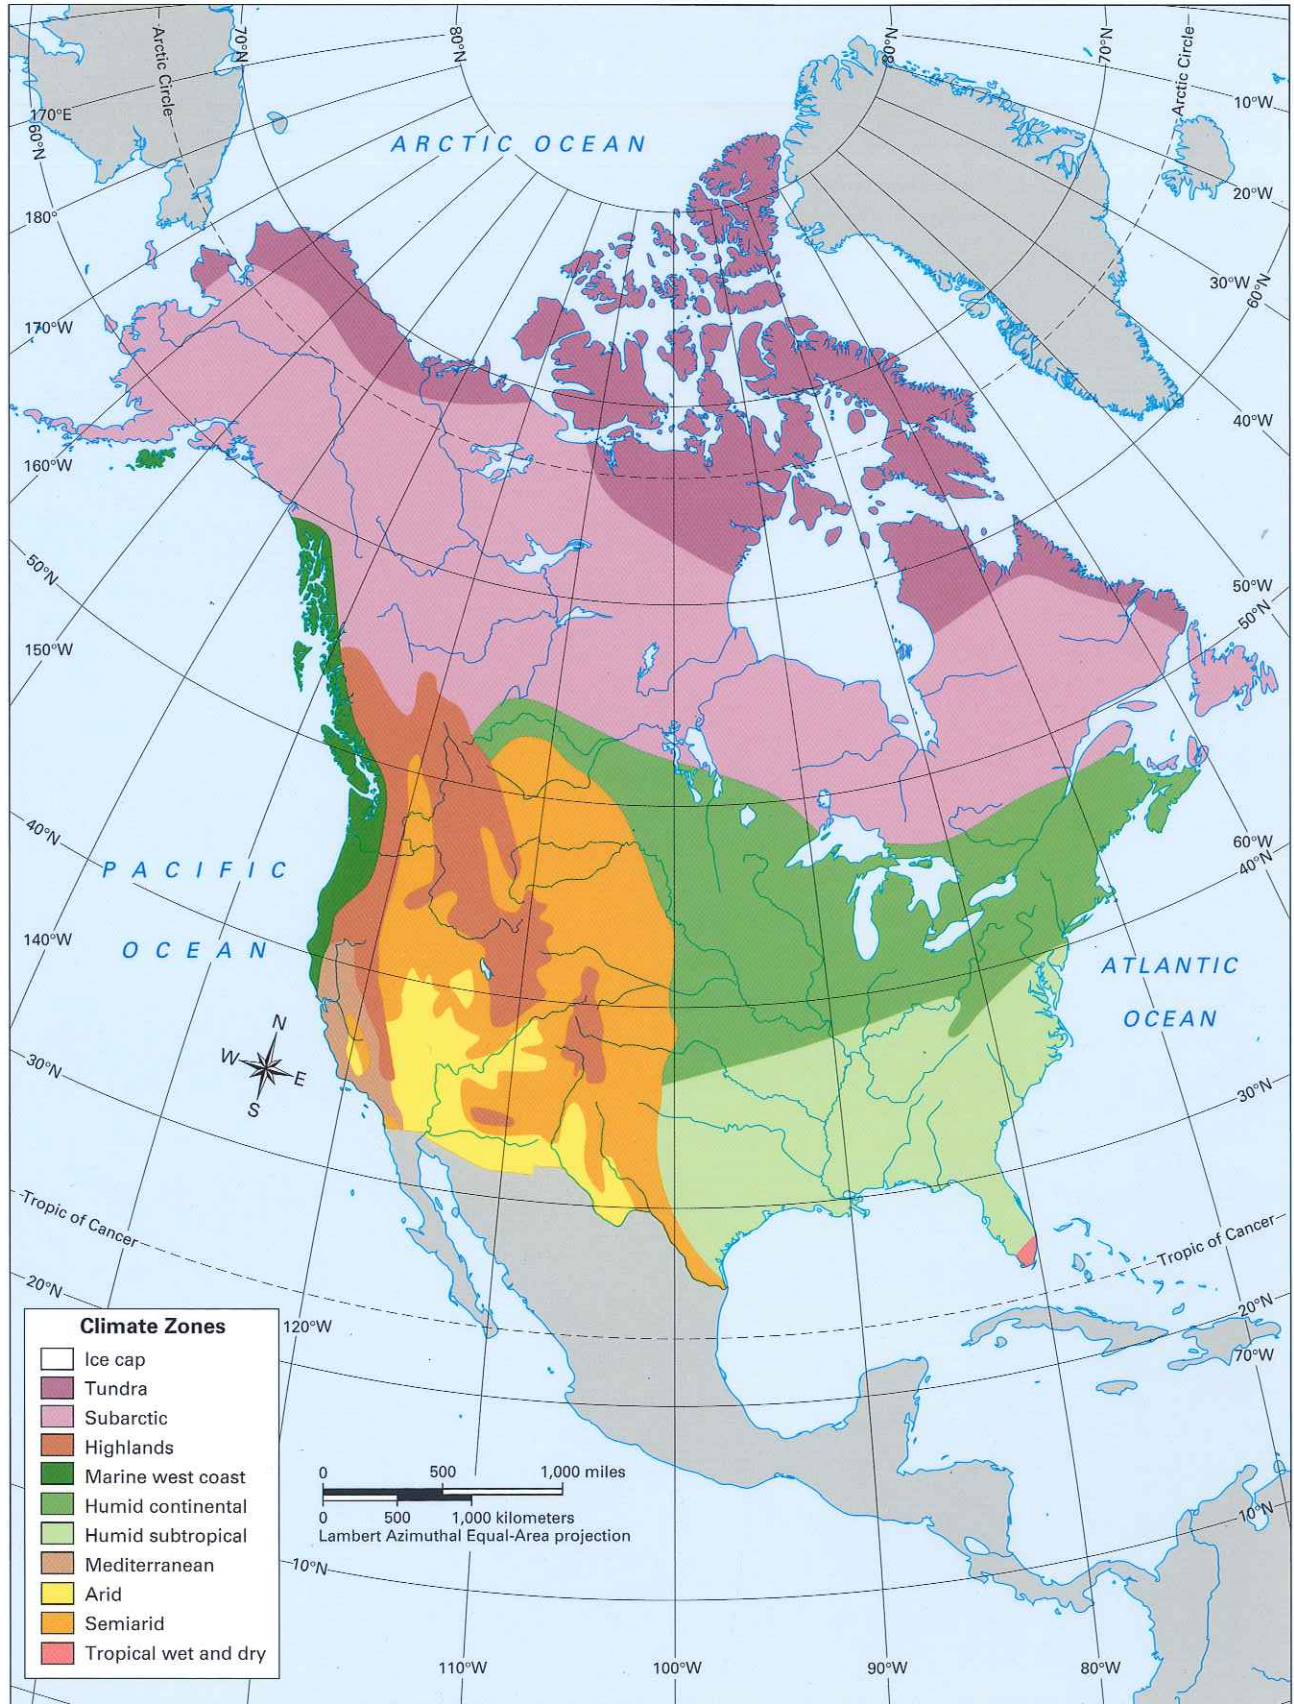 Arctic Circle
70°N
80°N
80°N
70°N
Arctic Circle
10°W
170°E
60°N
ARCTIC OCEAN
20°W
180°
30°W
60°N
170°W
40°W
160°W
50°N
50°W
50°N
150°W
40°N
60°W
40°N
PACIFIC
OCEAN
140°W
ATLANTIC
OCEAN
N
W
E
S
30°N
30°N
Tropic of Cancer
Tropic of Cancer
20°N
20°N
120°W
70°W
Climate Zones
Ice cap
Tundra
Subarctic
Highlands
Marine west coast
Humid continental
Humid subtropical
Mediterranean
Arid
Semiarid
Tropical wet and dry
0 500 1,000 miles
0 500 1,000 kilometers
Lambert Azimuthal Equal-Area projection
10°N
10°N
110°W
100°W
90°W
80°W